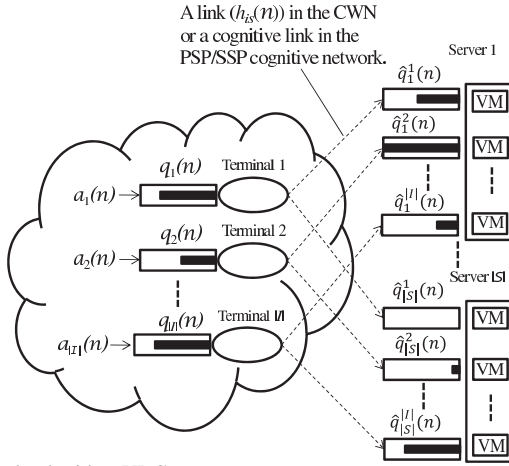 A link (h_is(n)) in the CWN
or a cognitive link in the
PSP/SSP cognitive network.
Server 1
q̂_1^1(n)
VM
q̂_1^2(n)
VM
q̂_1^|I|(n)
VM
q_1(n) Terminal 1
a_1(n)
q_2(n) Terminal 2
a_2(n)
q_|I|(n) Terminal |I|
a_|I|(n)
Server |S|
q̂_|S|^1(n)
VM
q̂_|S|^2(n)
VM
q̂_|S|^|I|(n)
VM